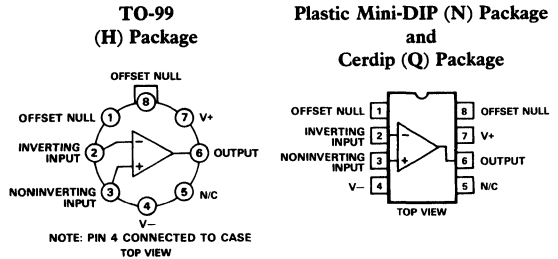 TO-99
(H) Package
OFFSET NULL
8
OFFSET NULL
1
7
V+
INVERTING
INPUT
2
−
+
6
OUTPUT
NONINVERTING
INPUT
3
5
N/C
4
V−
NOTE: PIN 4 CONNECTED TO CASE
TOP VIEW
Plastic Mini-DIP (N) Package
and
Cerdip (Q) Package
OFFSET NULL 1
8 OFFSET NULL
INVERTING
INPUT
2
−
7 V+
NONINVERTING
INPUT
3
+
6 OUTPUT
V− 4
5 N/C
TOP VIEW